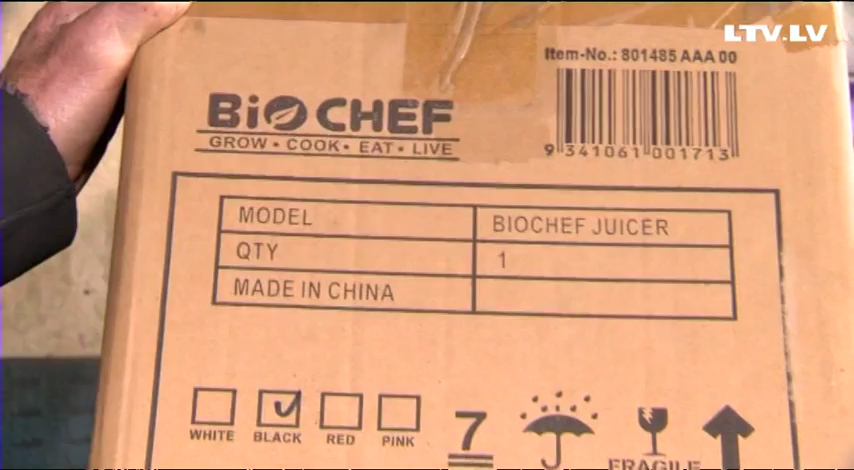 LTV.LV
Item-No.: 801485 AAA 00
BiOCHEF
GROW • COOK • EAT • LIVE
9 341061 001713
MODEL BIOCHEF JUICER
QTY 1
MADE IN CHINA
WHITE BLACK RED PINK
7
FRAGILE